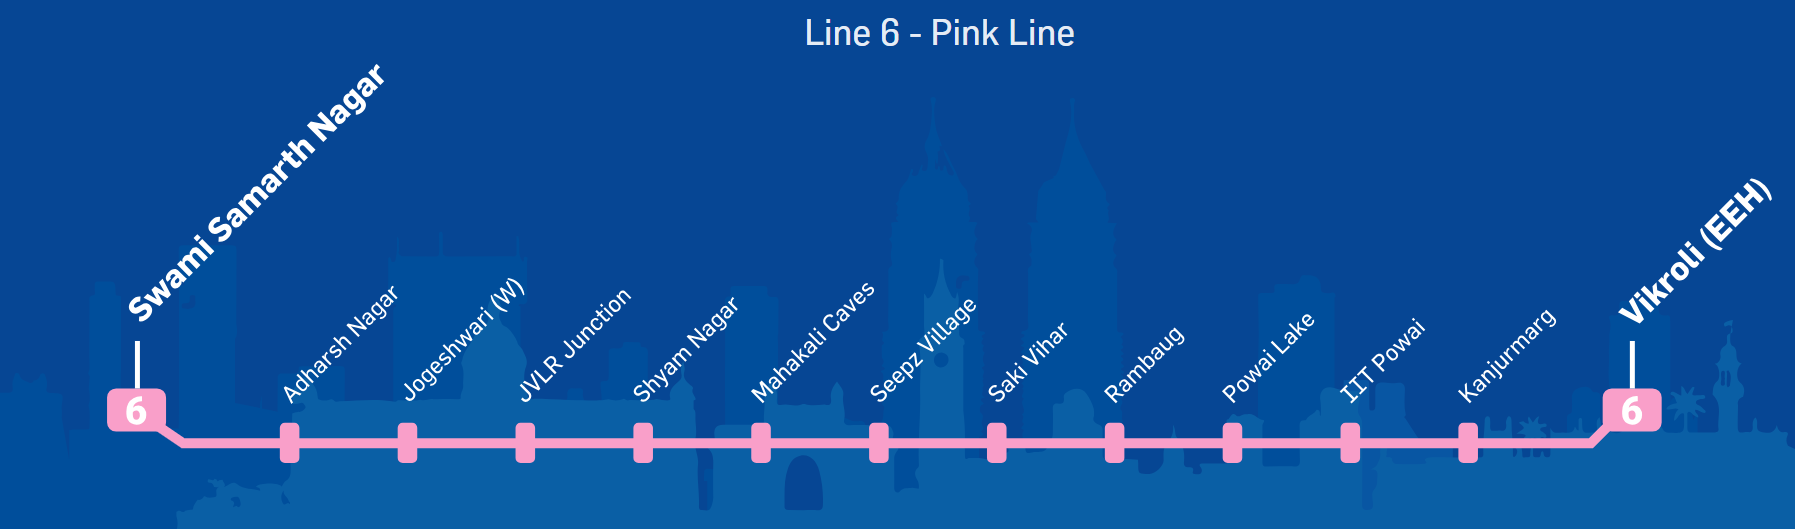 Line 6 - Pink Line
Swami Samarth Nagar
Adharsh Nagar
Jogeshwari (W)
JVLR Junction
Shyam Nagar
Mahakali Caves
Seepz Village
Saki Vihar
Rambaug
Powai Lake
IIT Powai
Kanjurmarg
Vikroli (EEH)
6
6